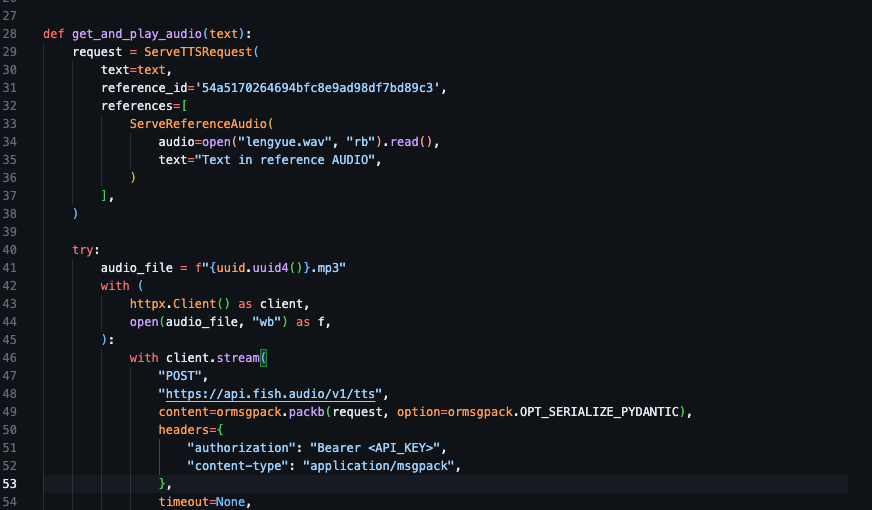 27
28 def get_and_play_audio(text):
29 request = ServeTTSRequest(
30 text=text,
31 reference_id='54a5170264694bfc8e9ad98df7bd89c3',
32 references=[
33 ServeReferenceAudio(
34 audio=open("lengyue.wav", "rb").read(),
35 text="Text in reference AUDIO",
36 )
37 ],
38 )
39
40 try:
41 audio_file = f"{uuid.uuid4()}.mp3"
42 with (
43 httpx.Client() as client,
44 open(audio_file, "wb") as f,
45 ):
46 with client.stream(
47 "POST",
48 "https://api.fish.audio/v1/tts",
49 content=ormsgpack.packb(request, option=ormsgpack.OPT_SERIALIZE_PYDANTIC),
50 headers={
51 "authorization": "Bearer <API_KEY>",
52 "content-type": "application/msgpack",
53 },
54 timeout=None,